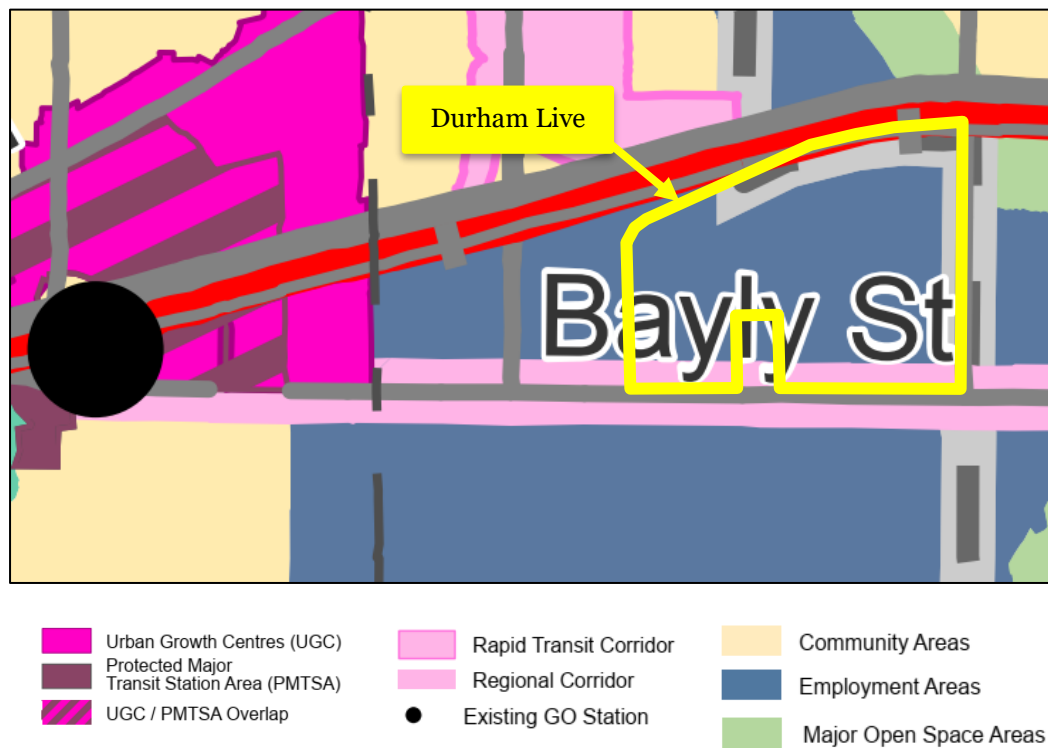 Durham Live
Bayly St
Urban Growth Centres (UGC)
Protected Major
Transit Station Area (PMTSA)
UGC / PMTSA Overlap
Rapid Transit Corridor
Regional Corridor
Existing GO Station
Community Areas
Employment Areas
Major Open Space Areas